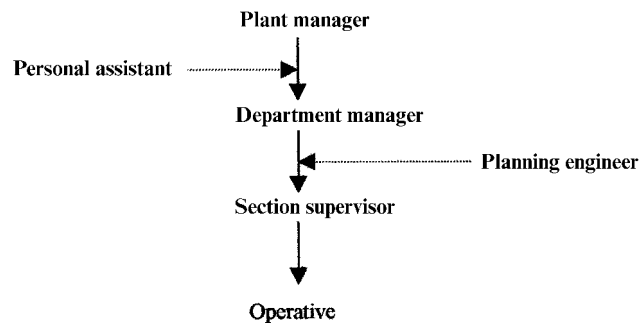 Plant manager
Personal assistant
Department manager
Planning engineer
Section supervisor
Operative